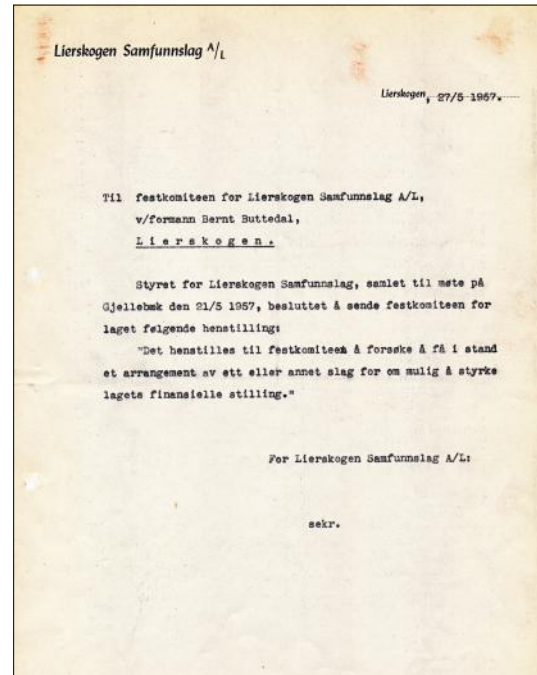 Lierskogen Samfunnslag A/L
Lierskogen, 27/5 1957.
Til festkomiteen for Lierskogen Samfunnslag A/L,
v/formann Bernt Buttedal,
Lierskogen.
Styret for Lierskogen Samfunnslag, samlet til møte på
Gjellebæk den 21/5 1957, besluttet å sende festkomiteen for
laget følgende henstilling:
"Det henstilles til festkomiteen å forsøke å få i stand
et arrangement av ett eller annet slag for om mulig å styrke
lagets finansielle stilling."
For Lierskogen Samfunnslag A/L:
sekr.